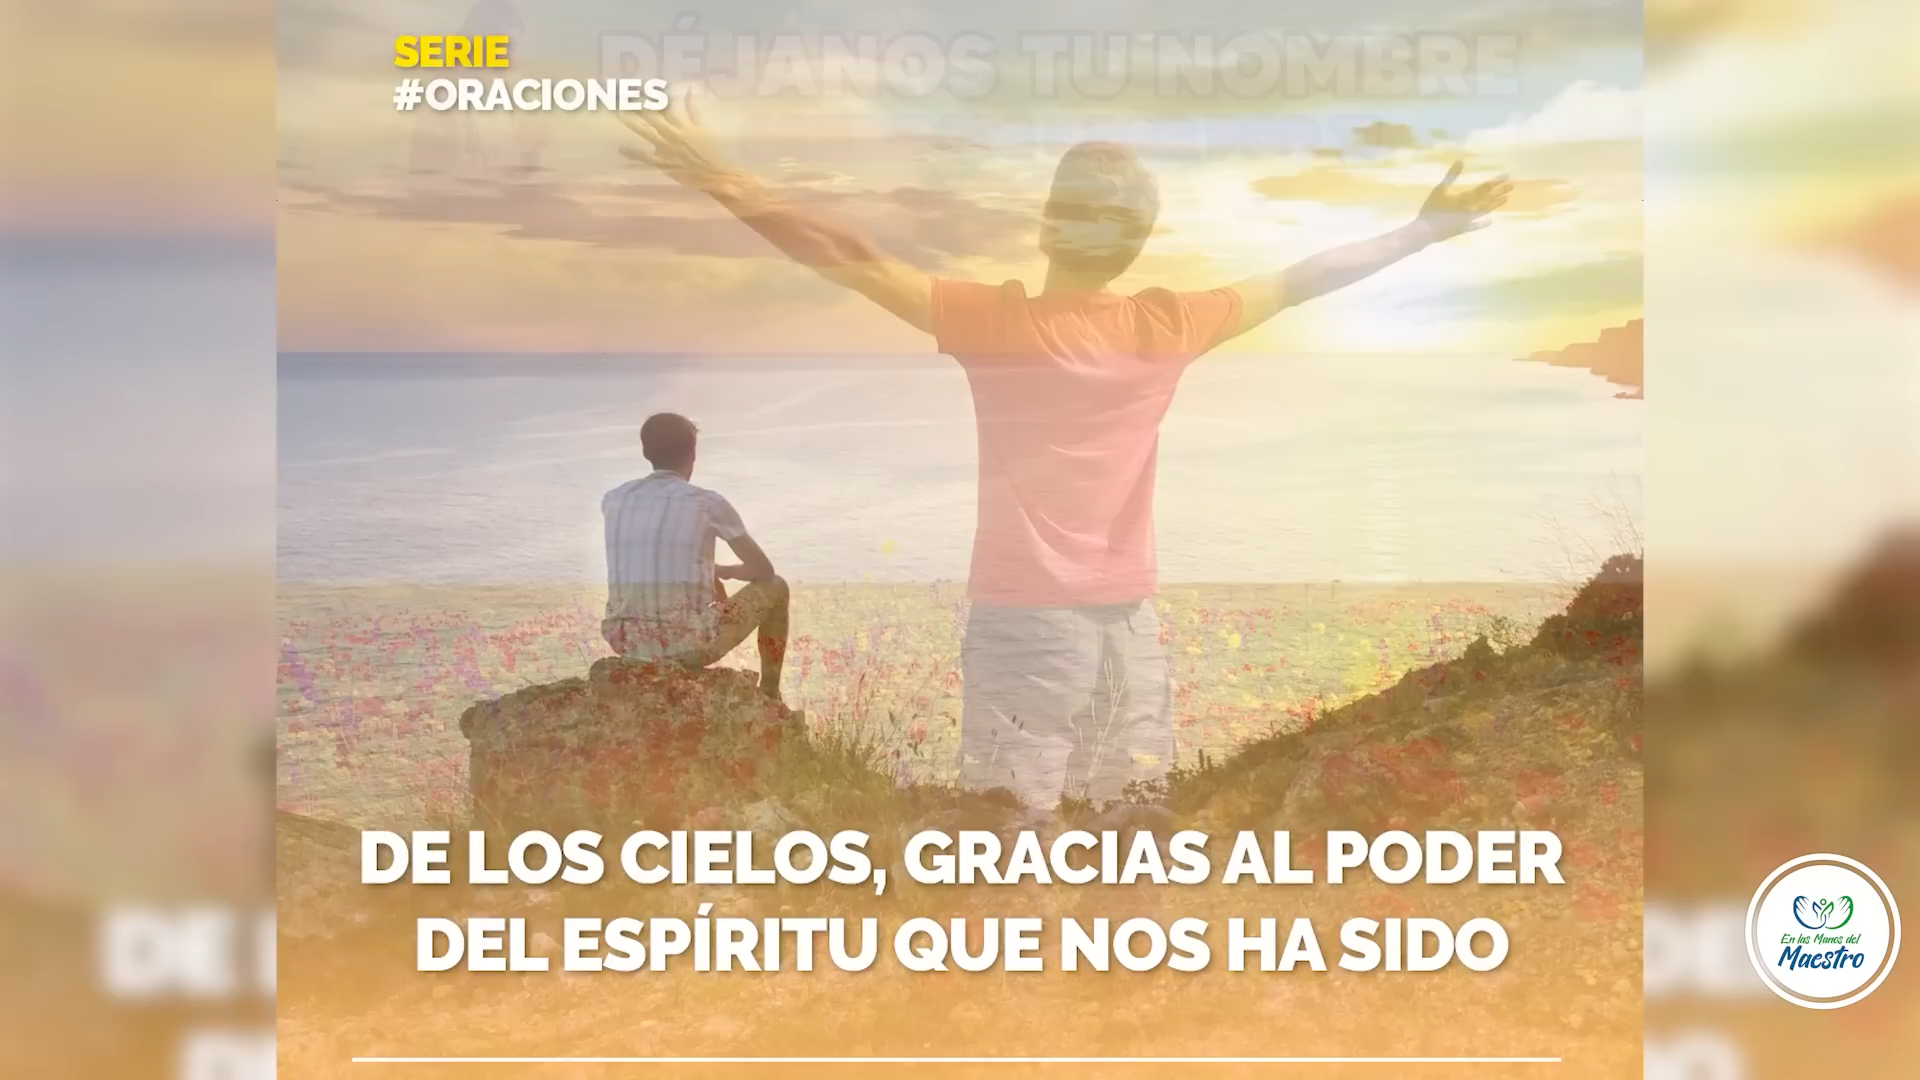 DÉJANOS TU NOMBRE
SERIE
#ORACIONES
DE LOS CIELOS, GRACIAS AL PODER
DEL ESPÍRITU QUE NOS HA SIDO
En las Manos del
Maestro